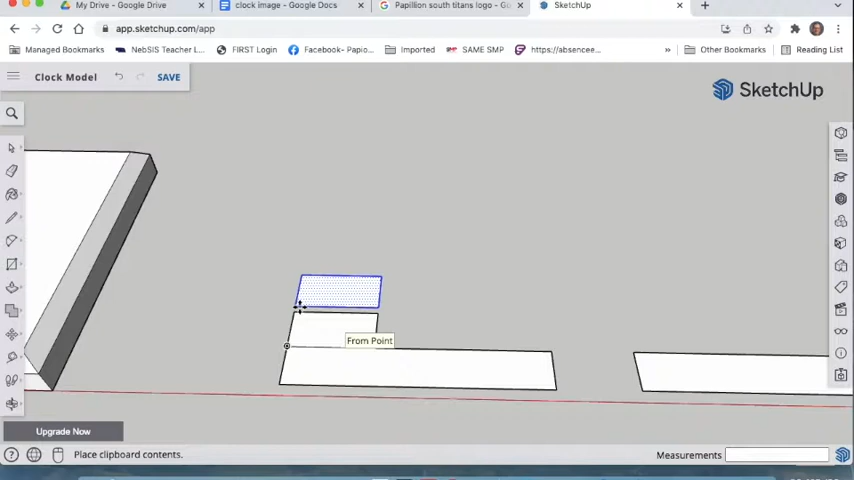 My Drive - Google Drive
clock image - Google Docs
Papillion south titans logo - Go
SketchUp
app.sketchup.com/app
Managed Bookmarks
NebSIS Teacher L...
FIRST Login
Facebook- Papio...
Imported
SAME SMP
https://absencee...
»
Other Bookmarks
Reading List
Clock Model
SAVE
SketchUp
From Point
Upgrade Now
Place clipboard contents.
Measurements